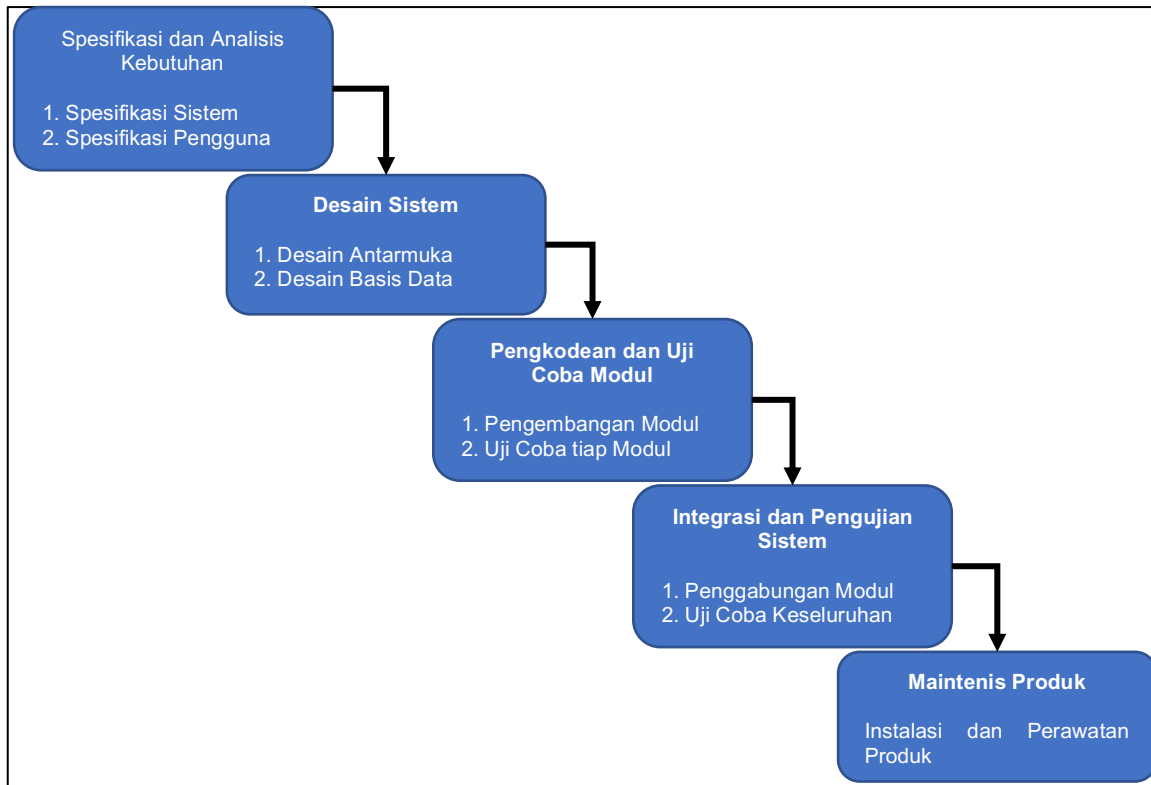 Spesifikasi dan Analisis
Kebutuhan
1. Spesifikasi Sistem
2. Spesifikasi Pengguna
Desain Sistem
1. Desain Antarmuka
2. Desain Basis Data
Pengkodean dan Uji
Coba Modul
1. Pengembangan Modul
2. Uji Coba tiap Modul
Integrasi dan Pengujian
Sistem
1. Penggabungan Modul
2. Uji Coba Keseluruhan
Maintenis Produk
Instalasi dan Perawatan
Produk